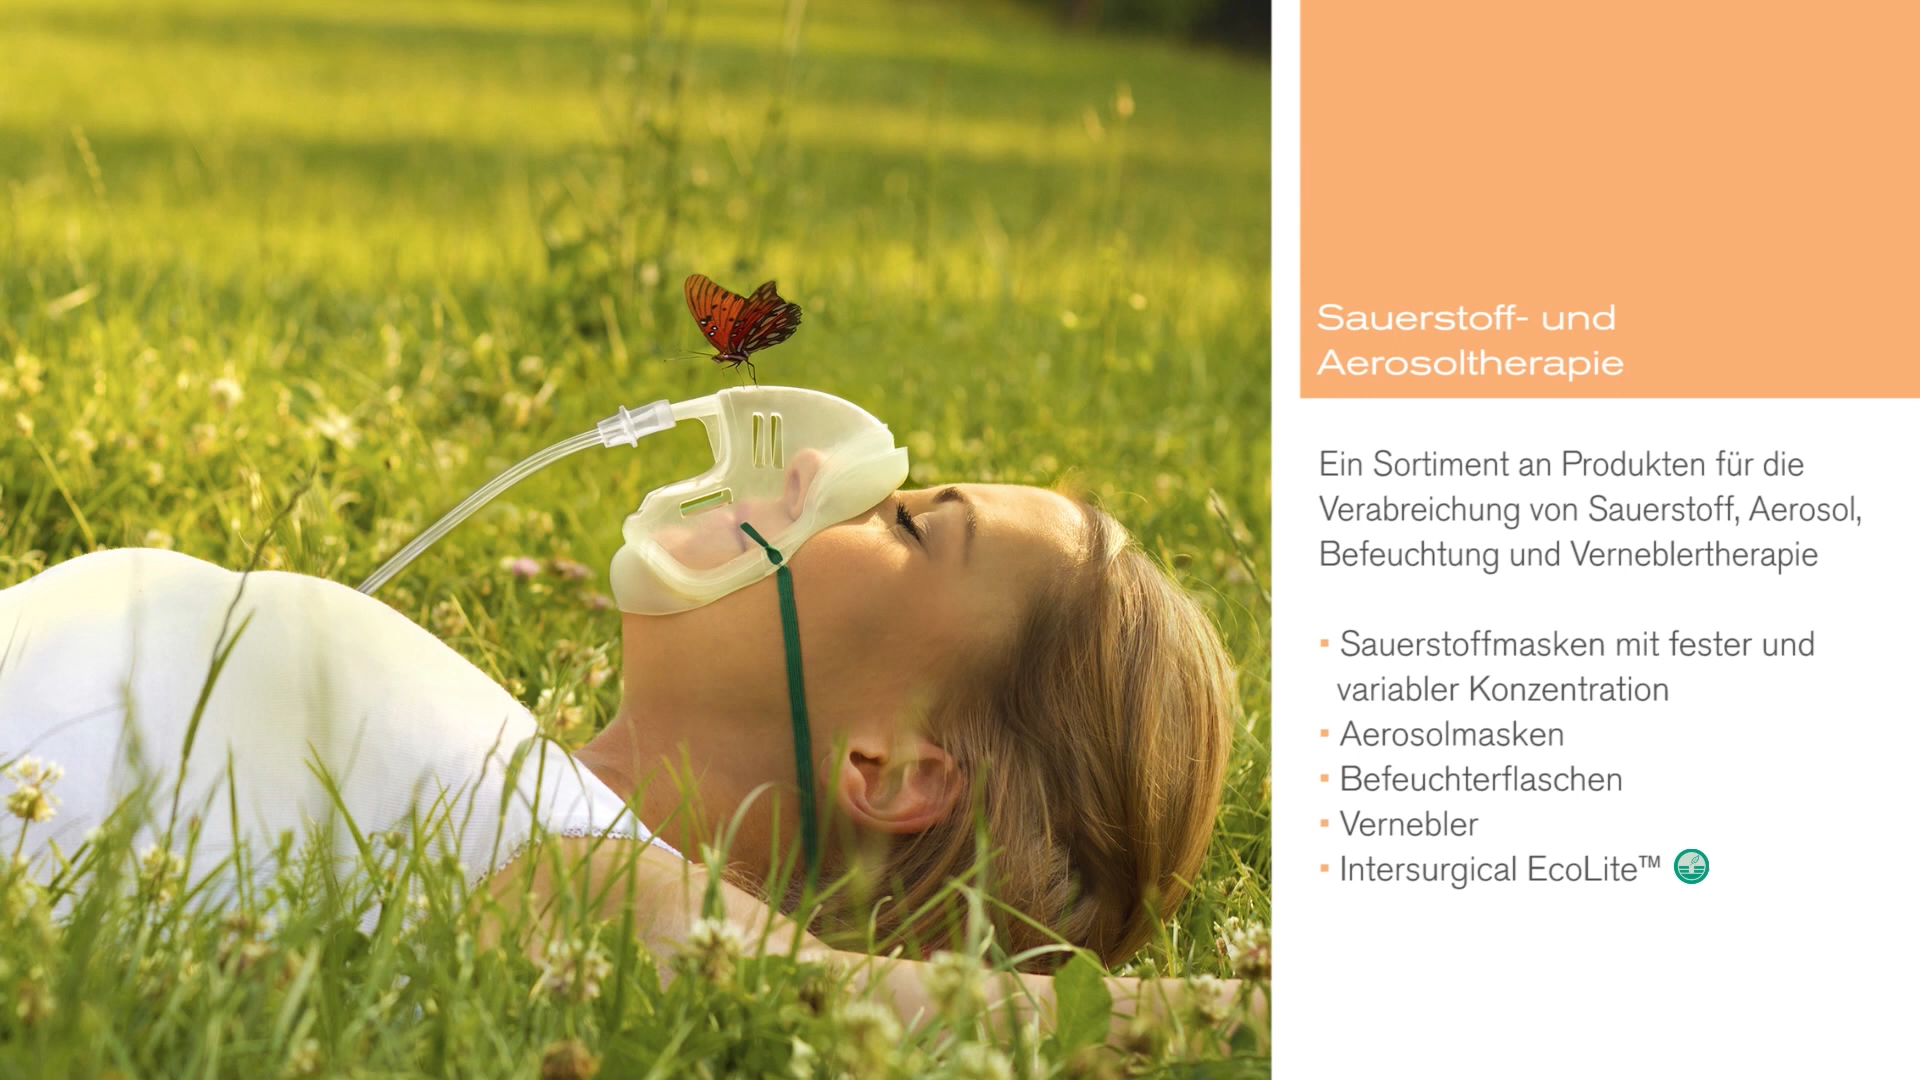 Sauerstoff- und
Aerosoltherapie
Ein Sortiment an Produkten für die
Verabreichung von Sauerstoff, Aerosol,
Befeuchtung und Verneblertherapie
▪ Sauerstoffmasken mit fester und
variabler Konzentration
▪ Aerosolmasken
▪ Befeuchterflaschen
▪ Vernebler
▪ Intersurgical EcoLite™